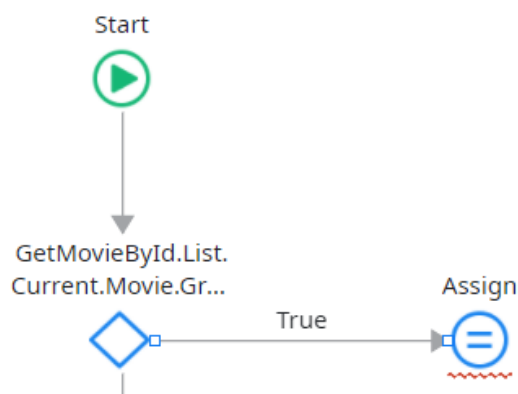 Start
GetMovieById.List.
Current.Movie.Gr...
Assign
True